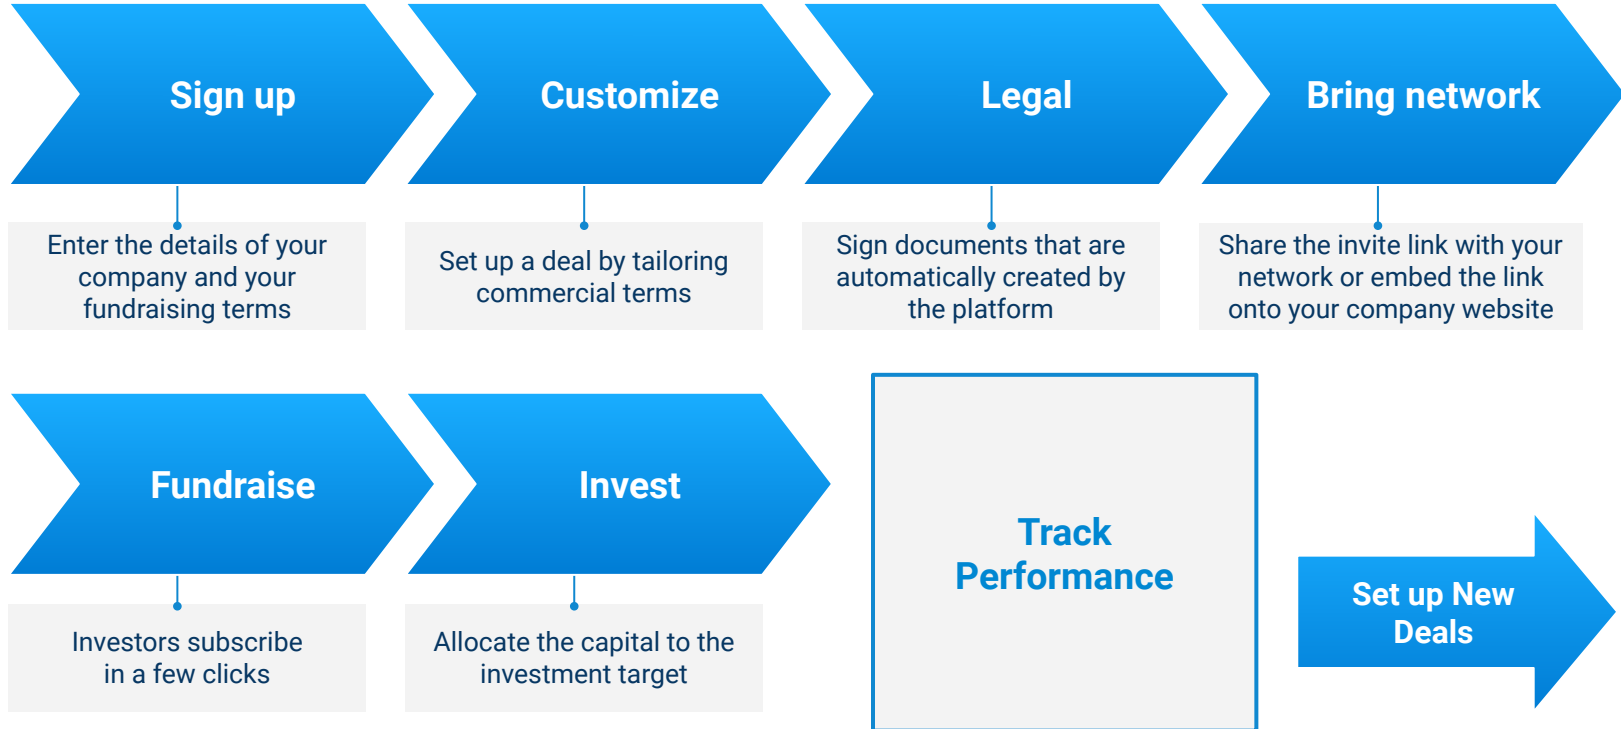 Sign up
Customize
Legal
Bring network
Enter the details of your
company and your
fundraising terms
Set up a deal by tailoring
commercial terms
Sign documents that are
automatically created by
the platform
Share the invite link with your
network or embed the link
onto your company website
Fundraise
Invest
Track
Performance
Set up New
Deals
Investors subscribe
in a few clicks
Allocate the capital to the
investment target